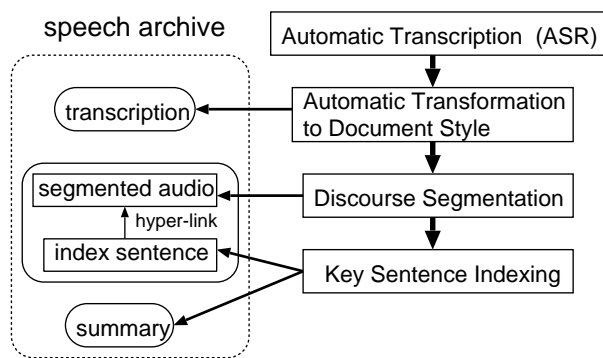 speech archive
Automatic Transcription (ASR)
transcription
Automatic Transformation
to Document Style
segmented audio
Discourse Segmentation
hyper-link
index sentence
Key Sentence Indexing
summary